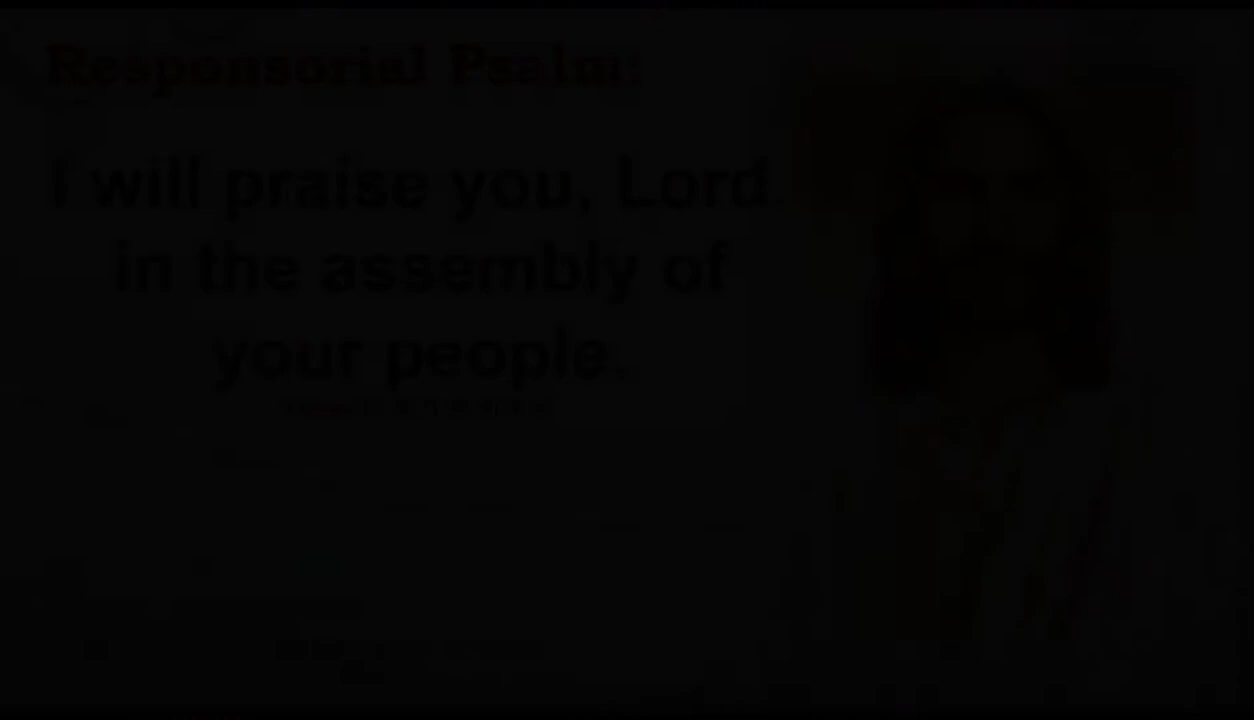 Responsorial Psalm:
I will praise you, Lord
in the assembly of
your people.